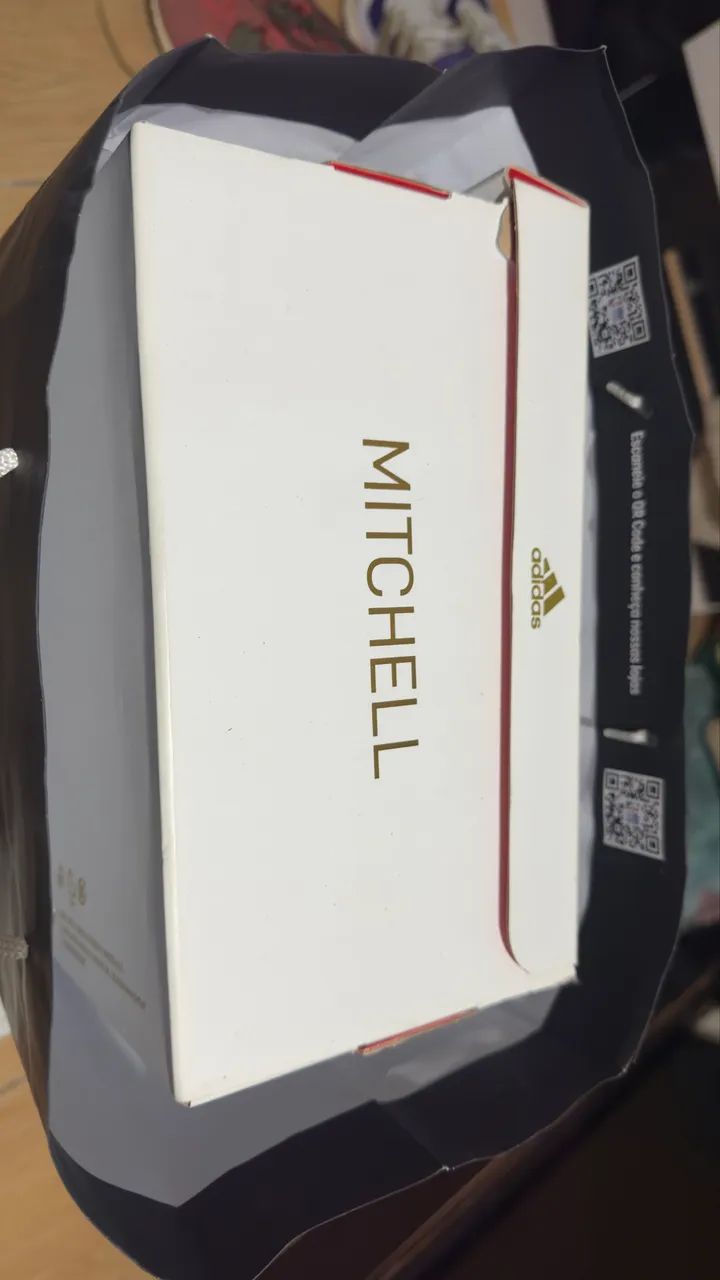 MITCHELL
adidas
Escaneie o QR Code e conheça nossas lojas